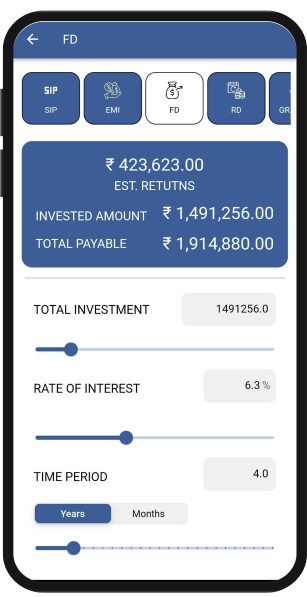 FD
SIP
SIP
EMI
FD
RD
GRA
₹ 423,623.00
EST. RETUTNS
INVESTED AMOUNT ₹ 1,491,256.00
TOTAL PAYABLE ₹ 1,914,880.00
TOTAL INVESTMENT 1491256.0
RATE OF INTEREST 6.3 %
TIME PERIOD 4.0
Years Months